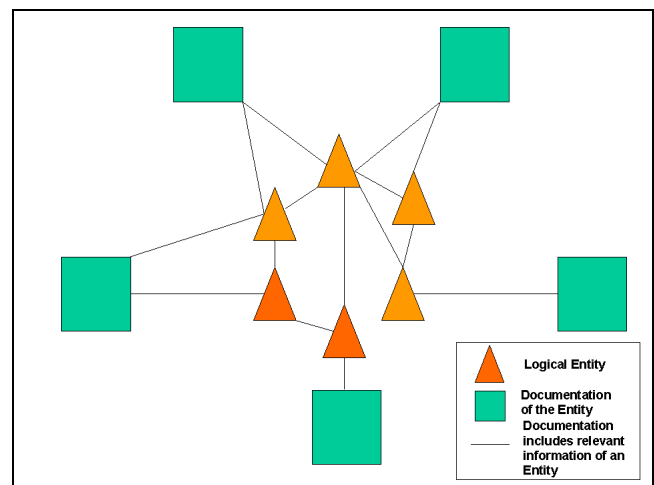 Logical Entity
Documentation
of the Entity
Documentation
includes relevant
information of an
Entity